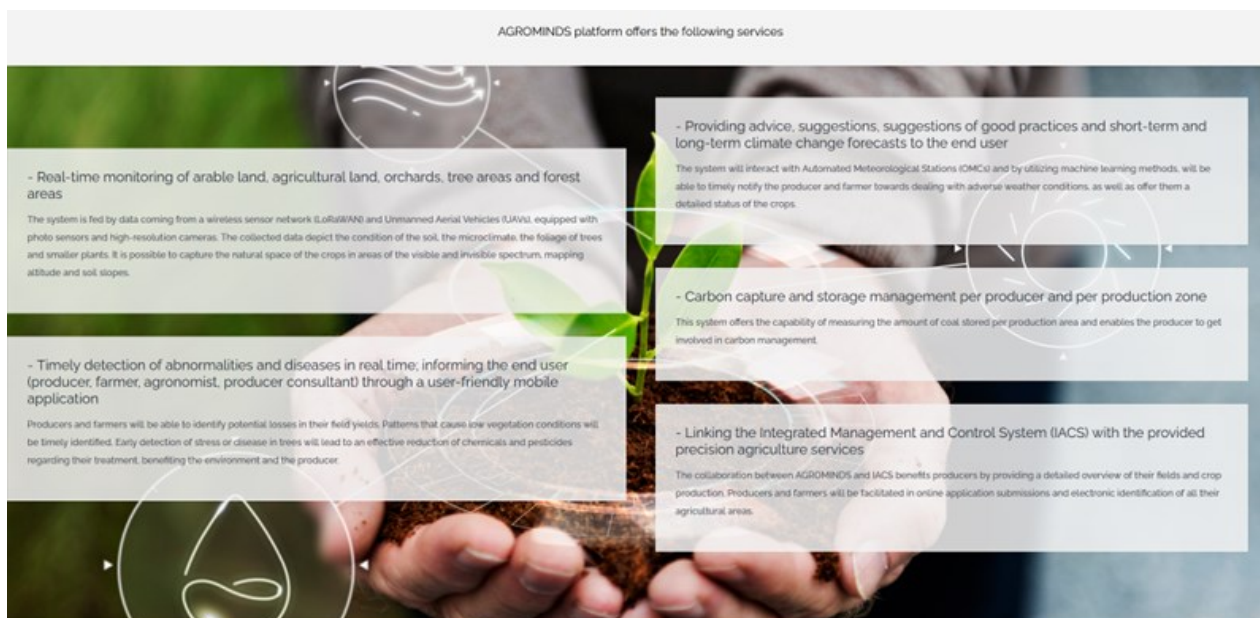 AGROMINDS platform offers the following services
- Real-time monitoring of arable land, agricultural land, orchards, tree areas and forest
areas
The system is fed by data coming from a wireless sensor network (LoRaWAN) and Unmanned Aerial Vehicles (UAVs), equipped with
photo sensors and high-resolution cameras. The collected data depict the condition of the soil, the microclimate, the foliage of trees
and smaller plants. It is possible to capture the natural space of the crops in areas of the visible and invisible spectrum, mapping
altitude and soil slopes.
- Timely detection of abnormalities and diseases in real time; informing the end user
(producer, farmer, agronomist, producer consultant) through a user-friendly mobile
application
Producers and farmers will be able to identify potential losses in their field yields. Patterns that cause low vegetation conditions will
be timely identified. Early detection of stress or disease in trees will lead to an effective reduction of chemicals and pesticides
regarding their treatment, benefiting the environment and the producer.
- Providing advice, suggestions, suggestions of good practices and short-term and
long-term climate change forecasts to the end user
The system will interact with Automated Meteorological Stations (OMCs) and by utilizing machine learning methods, will be
able to timely notify the producer and farmer towards dealing with adverse weather conditions, as well as offer them a
detailed status of the crops.
- Carbon capture and storage management per producer and per production zone
This system offers the capability of measuring the amount of coal stored per production area and enables the producer to get
involved in carbon management.
- Linking the Integrated Management and Control System (IACS) with the provided
precision agriculture services
The collaboration between AGROMINDS and IACS benefits producers by providing a detailed overview of their fields and crop
production. Producers and farmers will be facilitated in online application submissions and electronic identification of all their
agricultural areas.